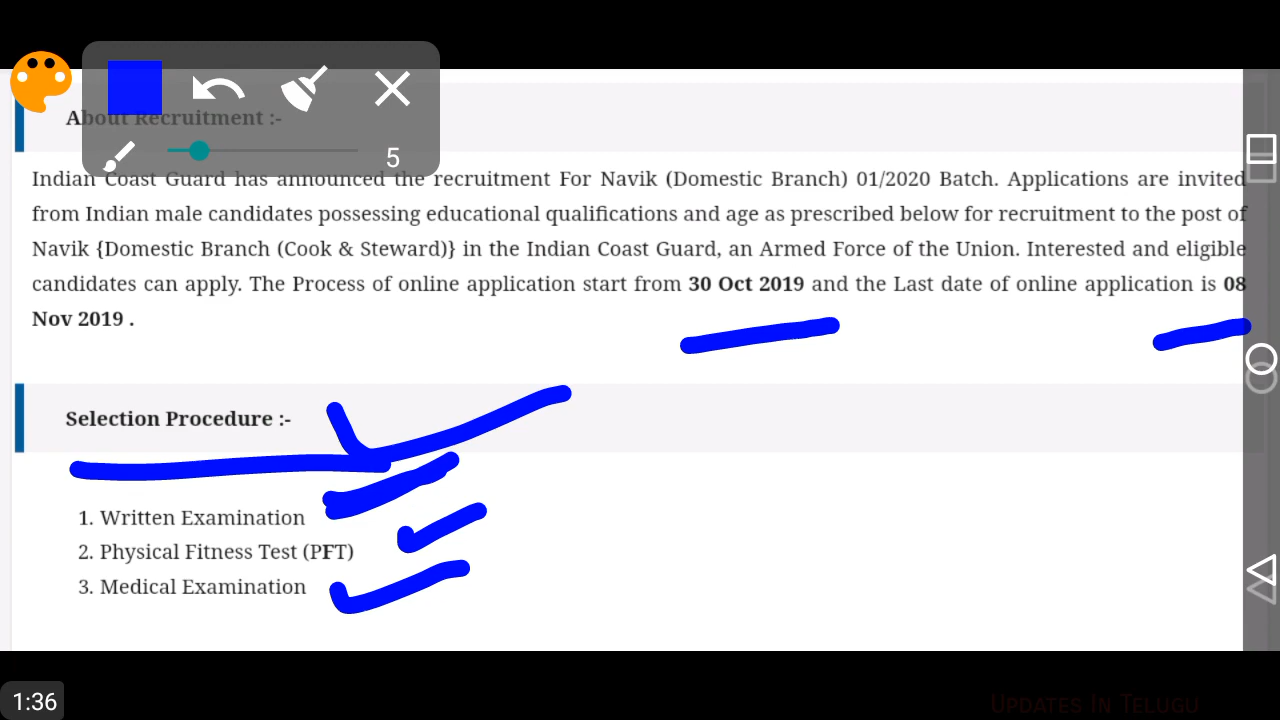 About Recruitment :-
5
Indian Coast Guard has announced the recruitment For Navik (Domestic Branch) 01/2020 Batch. Applications are invited
from Indian male candidates possessing educational qualifications and age as prescribed below for recruitment to the post of
Navik {Domestic Branch (Cook & Steward)} in the Indian Coast Guard, an Armed Force of the Union. Interested and eligible
candidates can apply. The Process of online application start from 30 Oct 2019 and the Last date of online application is 08
Nov 2019 .
Selection Procedure :-
1. Written Examination
2. Physical Fitness Test (PFT)
3. Medical Examination
1:36
Updates In Telugu